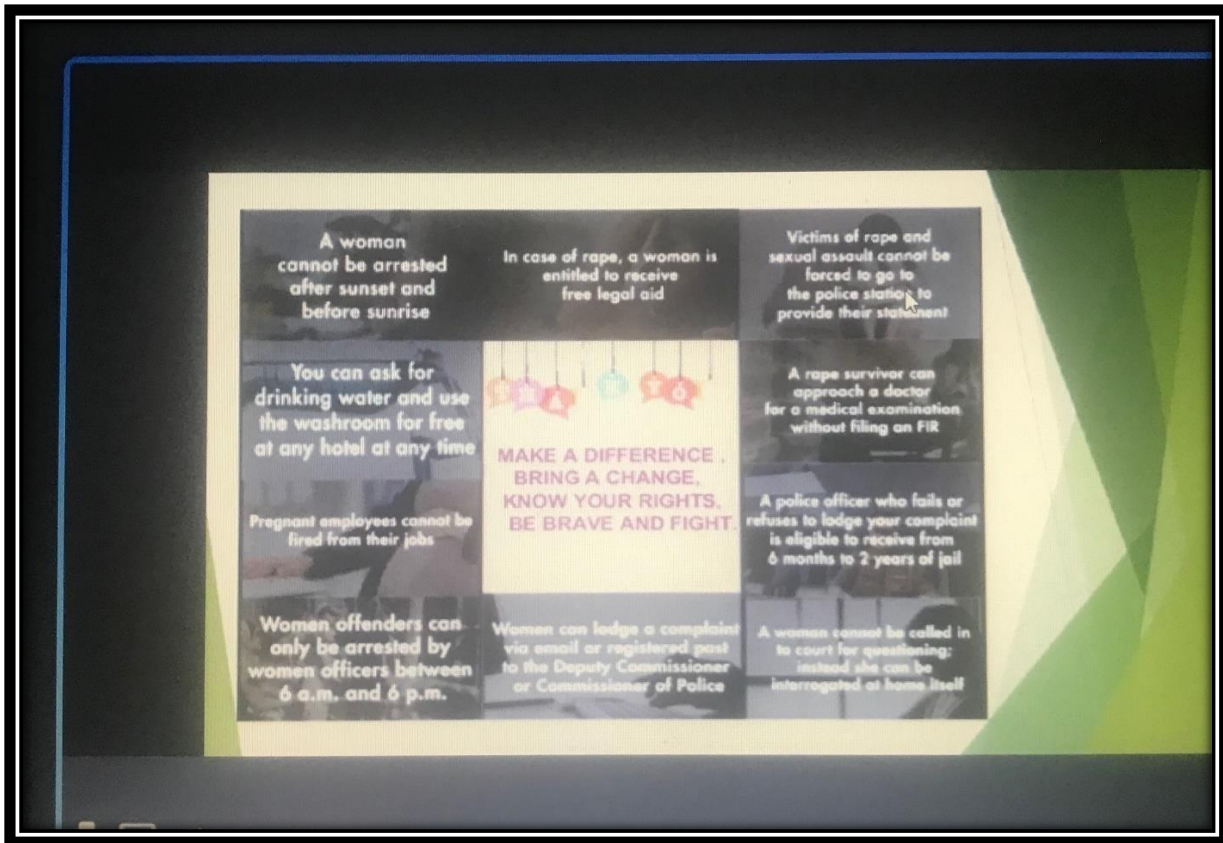 A woman
cannot be arrested
after sunset and
before sunrise
In case of rape, a woman is
entitled to receive
free legal aid
Victims of rape and
sexual assault cannot be
forced to go to
the police station to
provide their statement
You can ask for
drinking water and use
the washroom for free
at any hotel at any time
MAKE A DIFFERENCE .
BRING A CHANGE,
KNOW YOUR RIGHTS,
BE BRAVE AND FIGHT.
A rape survivor can
approach a doctor
for a medical examination
without filing an FIR
Pregnant employees cannot be
fired from their jobs
A police officer who fails or
refuses to lodge your complaint
is eligible to receive from
6 months to 2 years of jail
Women offenders can
only be arrested by
women officers between
6 a.m. and 6 p.m.
Women can lodge a complaint
via email or registered post
to the Deputy Commissioner
or Commissioner of Police
A woman cannot be called in
to court for questioning;
instead she can be
interrogated at home itself